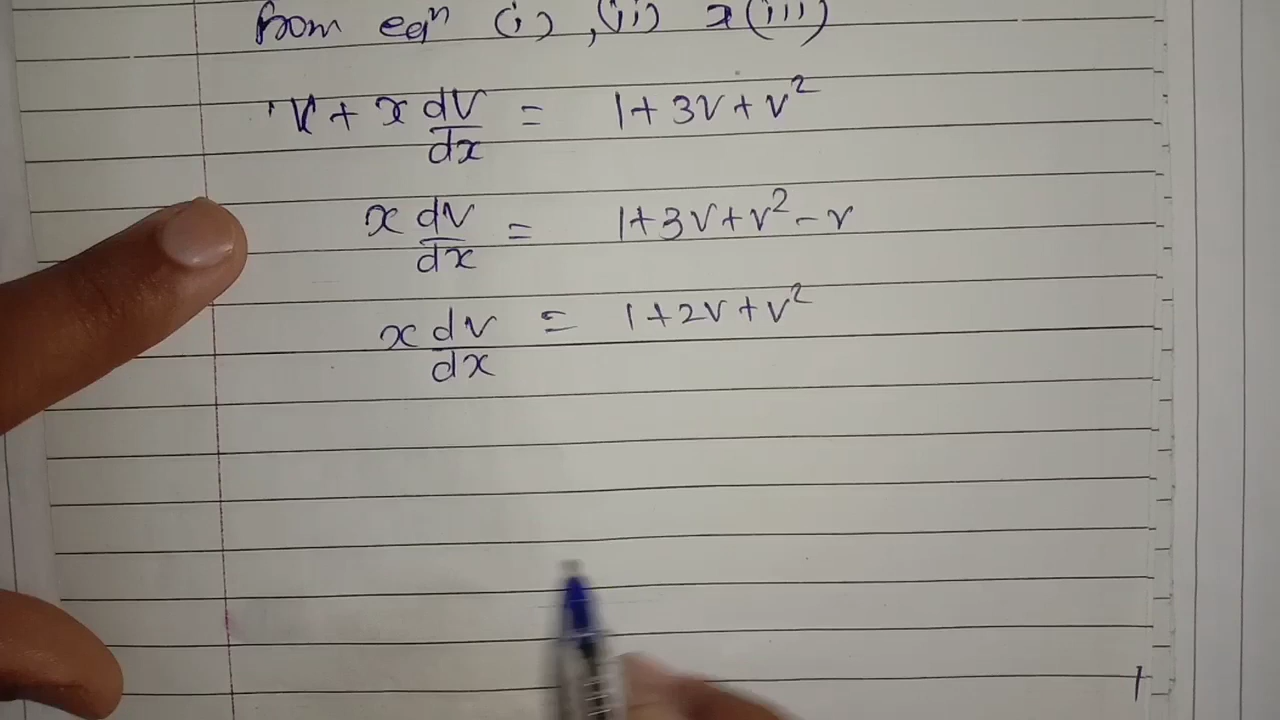 from eqⁿ (i), (ii) & (iii)
V + x dv/dx = 1+3v+v²
x dv/dx = 1+3v+v²-v
x dv/dx = 1+2v+v²